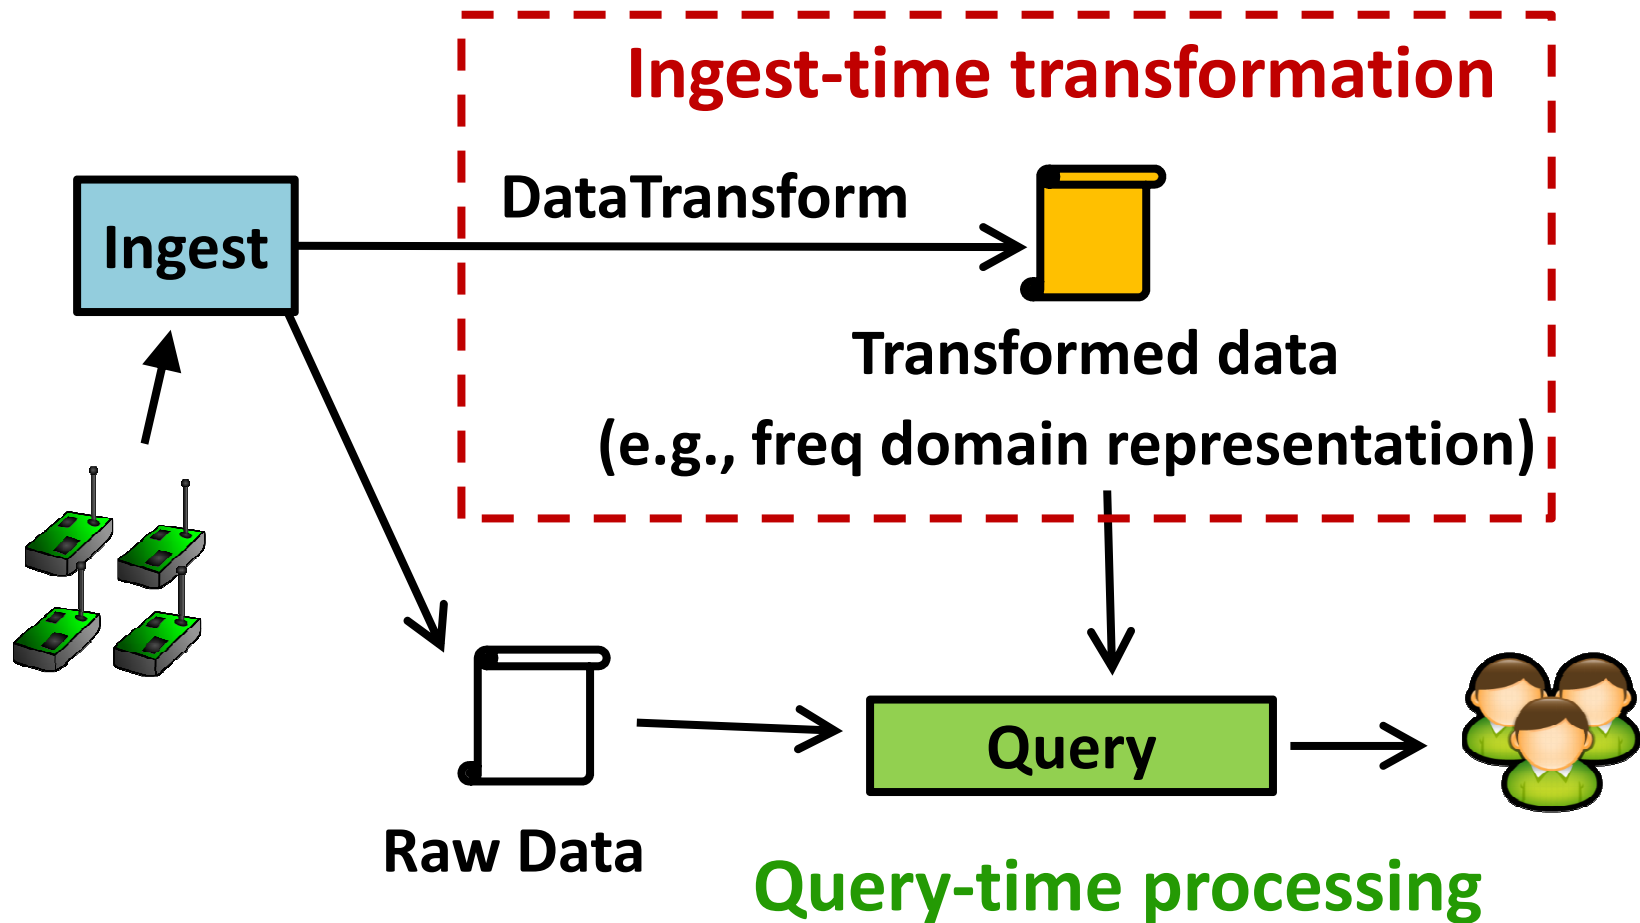 Ingest-time transformation
DataTransform
Ingest
Transformed data
(e.g., freq domain representation)
Query
Raw Data
Query-time processing